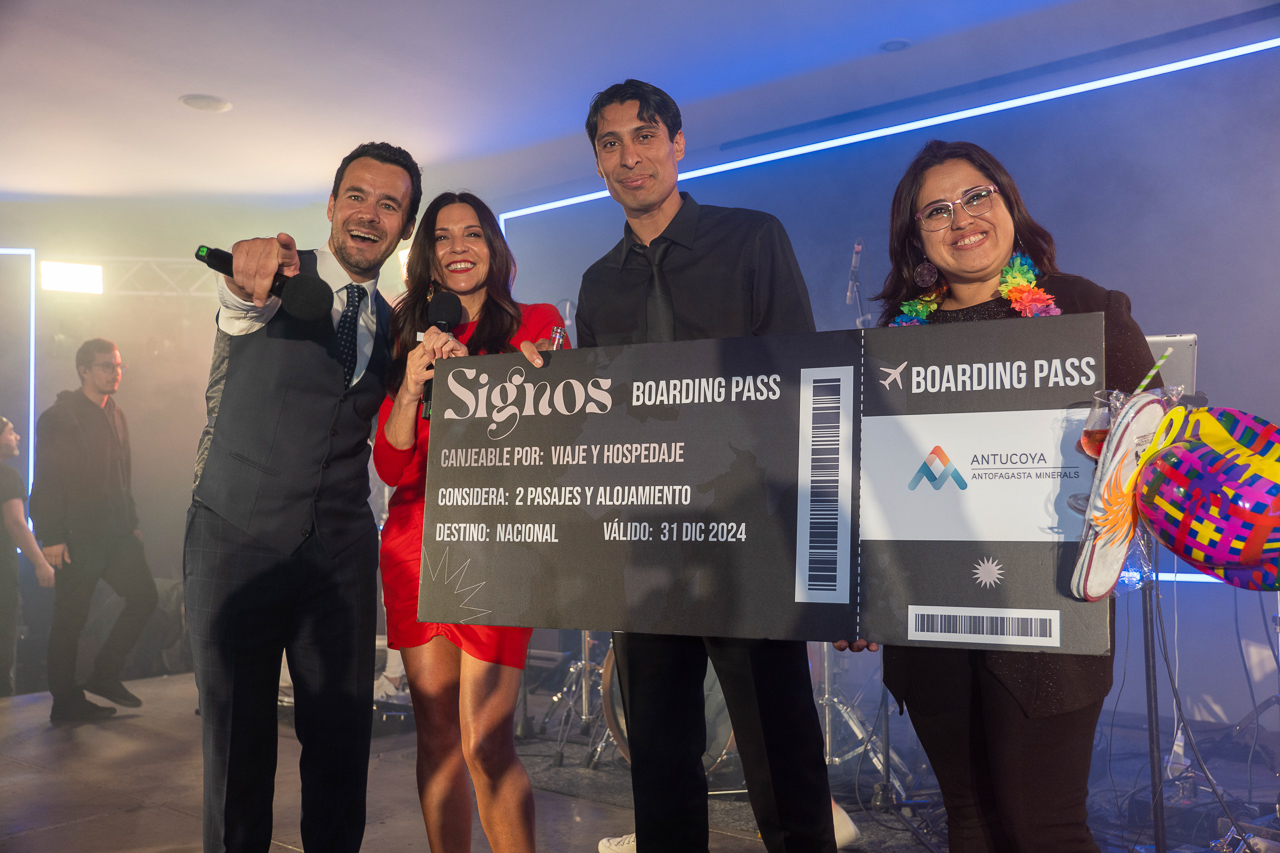 Signos BOARDING PASS
CANJEABLE POR: VIAJE Y HOSPEDAJE
CONSIDERA: 2 PASAJES Y ALOJAMIENTO
DESTINO: NACIONAL VÁLIDO: 31 DIC 2024
BOARDING PASS
ANTUCOYA
ANTOFAGASTA MINERALS